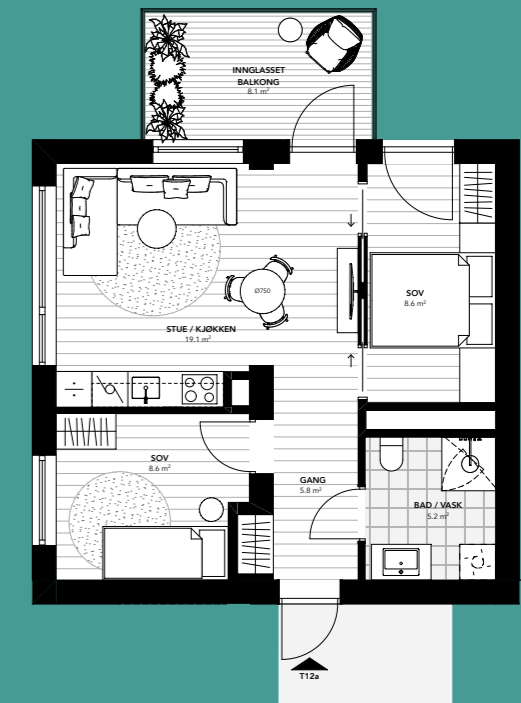 INNGLASSET
BALKONG
8.1 m²
Ø750
SOV
8.6 m²
STUE / KJØKKEN
19.1 m²
SOV
8.6 m²
GANG
5.8 m²
BAD / VASK
5.2 m²
T12a